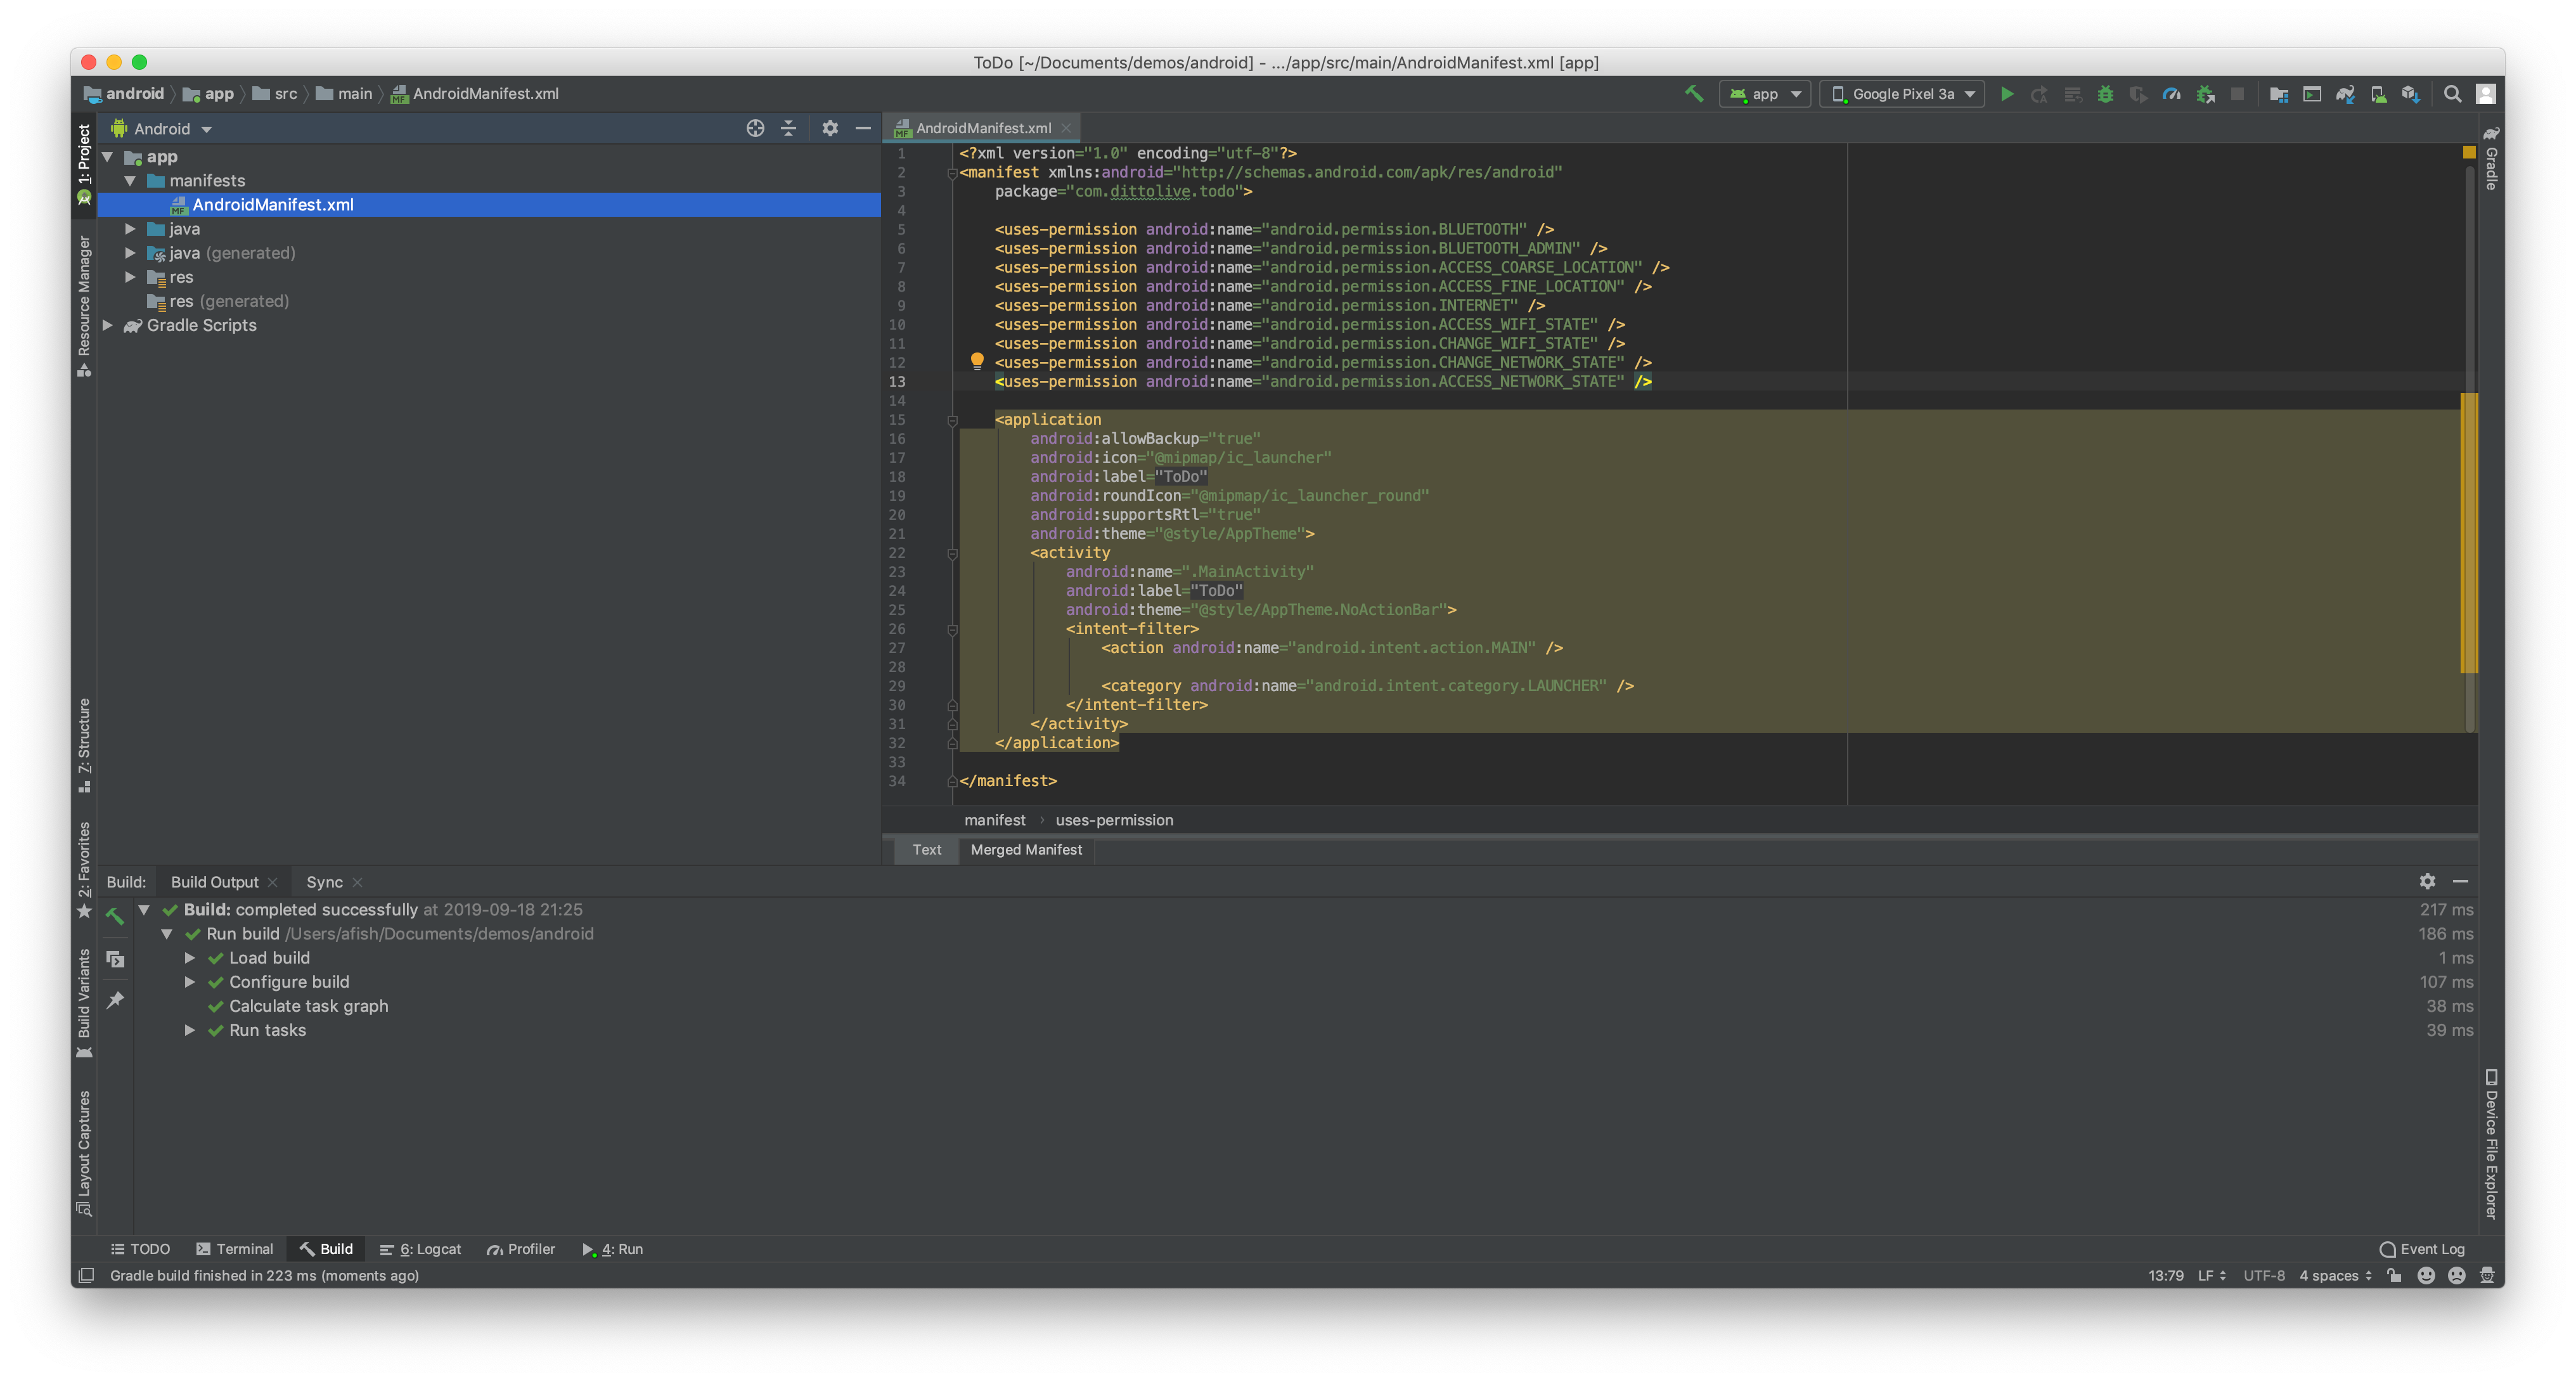 ToDo [~/Documents/demos/android] - .../app/src/main/AndroidManifest.xml [app]
android
app
src
main
AndroidManifest.xml
app
Google Pixel 3a
1: Project
Resource Manager
Z: Structure
2: Favorites
Build Variants
Layout Captures
Android
app
manifests
AndroidManifest.xml
java
java (generated)
res
res (generated)
Gradle Scripts
AndroidManifest.xml
1 <?xml version="1.0" encoding="utf-8"?>
2 <manifest xmlns:android="http://schemas.android.com/apk/res/android"
3 package="com.dittolive.todo">
4
5 <uses-permission android:name="android.permission.BLUETOOTH" />
6 <uses-permission android:name="android.permission.BLUETOOTH_ADMIN" />
7 <uses-permission android:name="android.permission.ACCESS_COARSE_LOCATION" />
8 <uses-permission android:name="android.permission.ACCESS_FINE_LOCATION" />
9 <uses-permission android:name="android.permission.INTERNET" />
10 <uses-permission android:name="android.permission.ACCESS_WIFI_STATE" />
11 <uses-permission android:name="android.permission.CHANGE_WIFI_STATE" />
12 <uses-permission android:name="android.permission.CHANGE_NETWORK_STATE" />
13 <uses-permission android:name="android.permission.ACCESS_NETWORK_STATE" />
14
15 <application
16 android:allowBackup="true"
17 android:icon="@mipmap/ic_launcher"
18 android:label="ToDo"
19 android:roundIcon="@mipmap/ic_launcher_round"
20 android:supportsRtl="true"
21 android:theme="@style/AppTheme">
22 <activity
23 android:name=".MainActivity"
24 android:label="ToDo"
25 android:theme="@style/AppTheme.NoActionBar">
26 <intent-filter>
27 <action android:name="android.intent.action.MAIN" />
28
29 <category android:name="android.intent.category.LAUNCHER" />
30 </intent-filter>
31 </activity>
32 </application>
33
34 </manifest>
manifest › uses-permission
Text
Merged Manifest
Gradle
Device File Explorer
Build:
Build Output
Sync
Build: completed successfully at 2019-09-18 21:25 217 ms
Run build /Users/afish/Documents/demos/android 186 ms
Load build 1 ms
Configure build 107 ms
Calculate task graph 38 ms
Run tasks 39 ms
TODO
Terminal
Build
6: Logcat
Profiler
4: Run
Event Log
Gradle build finished in 223 ms (moments ago)
13:79 LF UTF-8 4 spaces